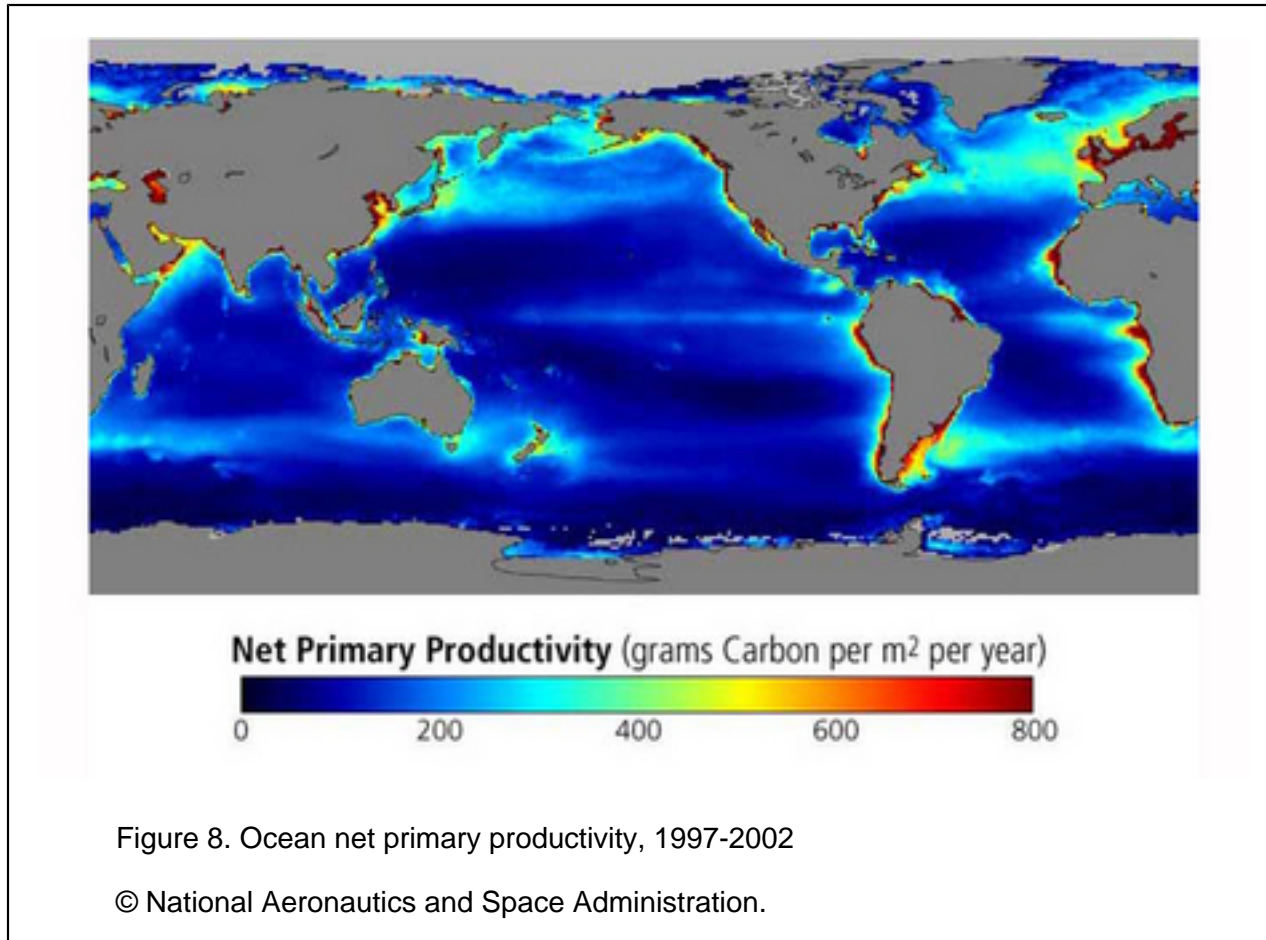 Net Primary Productivity (grams Carbon per m2 per year)
0 200 400 600 800
Figure 8. Ocean net primary productivity, 1997-2002
© National Aeronautics and Space Administration.